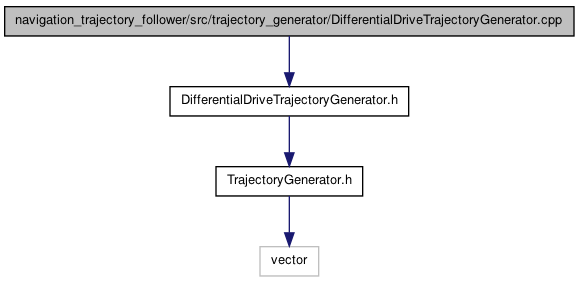 navigation_trajectory_follower/src/trajectory_generator/DifferentialDriveTrajectoryGenerator.cpp
DifferentialDriveTrajectoryGenerator.h
TrajectoryGenerator.h
vector